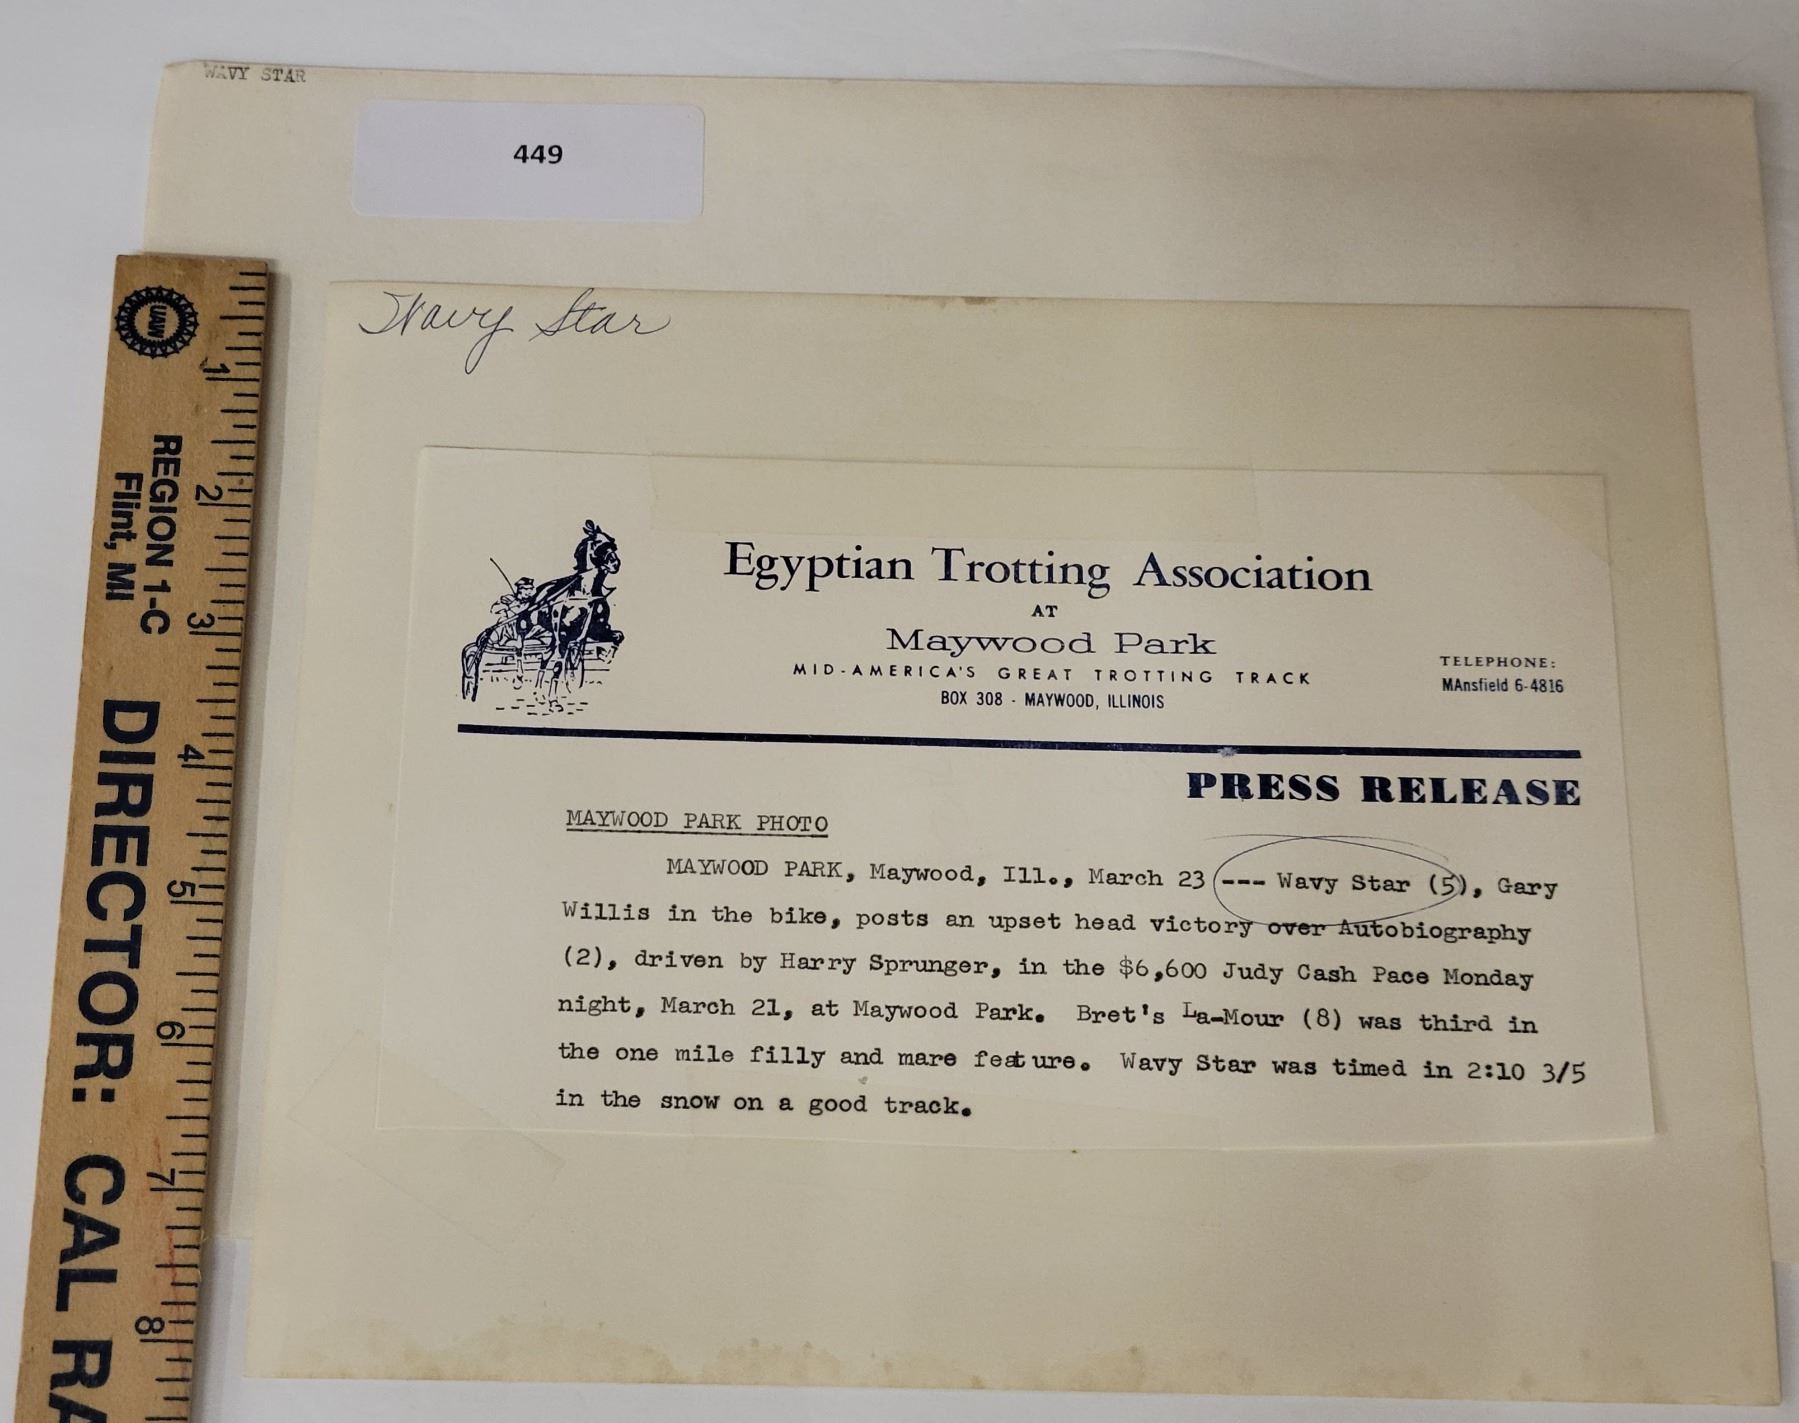 WAVY STAR
449
Wavy Star
Egyptian Trotting Association
AT
Maywood Park
MID-AMERICA'S GREAT TROTTING TRACK
BOX 308 - MAYWOOD, ILLINOIS
TELEPHONE:
MAnsfield 6-4816
PRESS RELEASE
MAYWOOD PARK PHOTO
MAYWOOD PARK, Maywood, Ill., March 23 --- Wavy Star (5), Gary
Willis in the bike, posts an upset head victory over Autobiography
(2), driven by Harry Sprunger, in the $6,600 Judy Cash Pace Monday
night, March 21, at Maywood Park. Bret's La-Mour (8) was third in
the one mile filly and mare feature. Wavy Star was timed in 2:10 3/5
in the snow on a good track.
UAW
REGION 1-C
Flint, MI
DIRECTOR: CAL RA
1
2
3
4
5
6
7
8